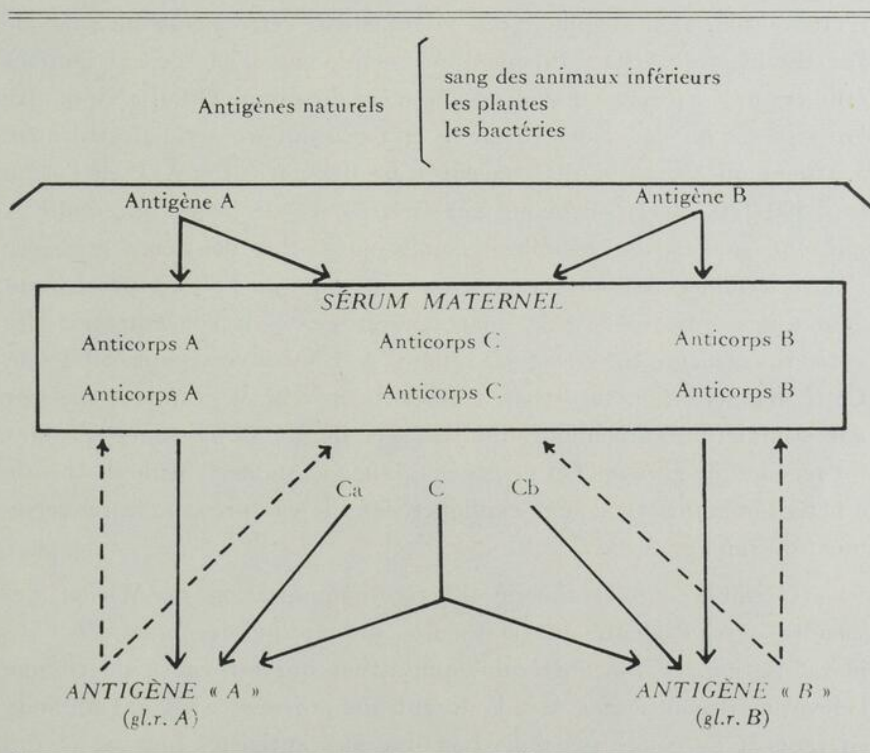 sang des animaux inférieurs
Antigènes naturels
les plantes
les bactéries
Antigène A
Antigène B
SÉRUM MATERNEL
Anticorps A Anticorps C Anticorps B
Anticorps A Anticorps C Anticorps B
Ca C Cb
ANTIGÈNE « A » ANTIGÈNE « B »
(gl.r. A) (gl.r. B)